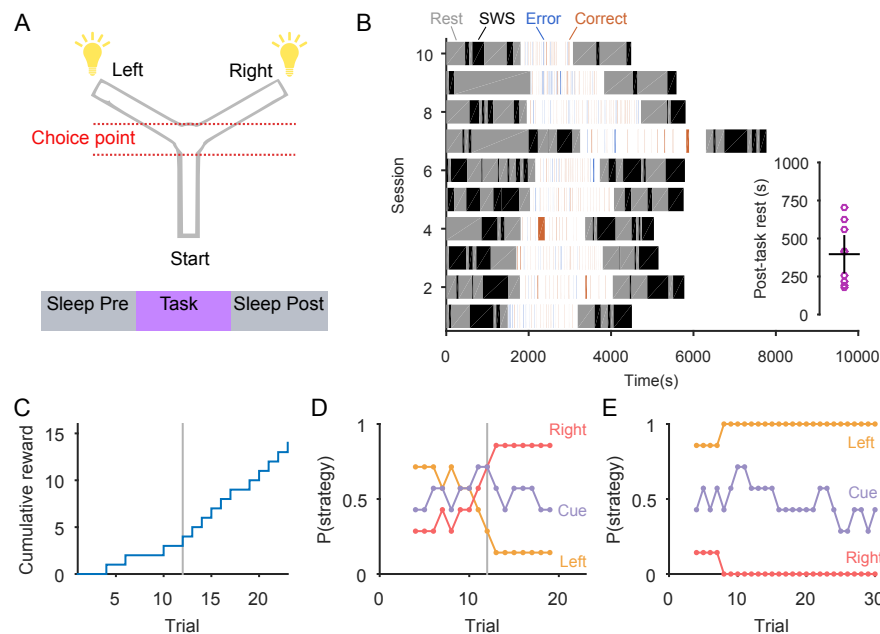 A
Left
Right
Choice point
Start
Sleep Pre
Task
Sleep Post
B
Rest
SWS
Error
Correct
10
8
6
4
2
Session
0
2000
4000
6000
8000
10000
Time(s)
1000
750
500
250
0
Post-task rest (s)
C
15
10
5
0
Cumulative reward
5
10
15
20
Trial
D
1
0.5
0
P(strategy)
Right
Cue
Left
0
10
20
Trial
E
1
0.5
0
P(strategy)
Left
Cue
Right
0
10
20
30
Trial